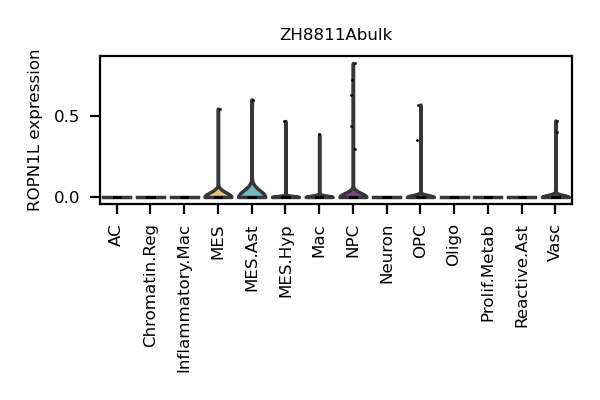 ZH8811Abulk
ROPN1L expression
0.5
0.0
AC
Chromatin.Reg
Inflammatory.Mac
MES
MES.Ast
MES.Hyp
Mac
NPC
Neuron
OPC
Oligo
Prolif.Metab
Reactive.Ast
Vasc